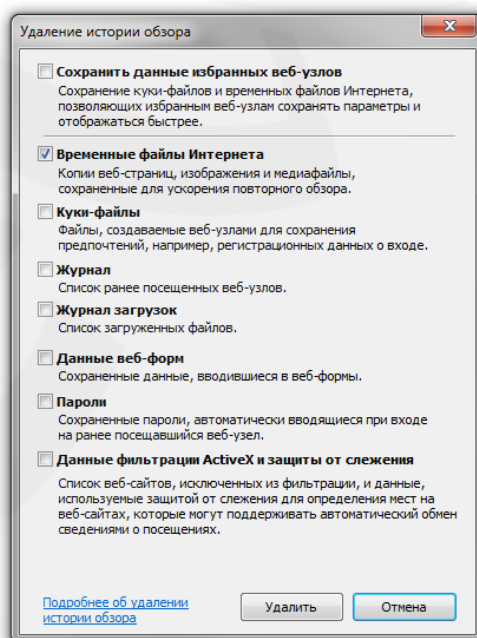 Удаление истории обзора
Сохранить данные избранных веб-узлов
Сохранение куки-файлов и временных файлов Интернета,
позволяющих избранным веб-узлам сохранять параметры и
отображаться быстрее.
Временные файлы Интернета
Копии веб-страниц, изображения и медиафайлы,
сохраненные для ускорения повторного обзора.
Куки-файлы
Файлы, создаваемые веб-узлами для сохранения
предпочтений, например, регистрационных данных о входе.
Журнал
Список ранее посещенных веб-узлов.
Журнал загрузок
Список загруженных файлов.
Данные веб-форм
Сохраненные данные, вводившиеся в веб-формы.
Пароли
Сохраненные пароли, автоматически вводящиеся при входе
на ранее посещавшийся веб-узел.
Данные фильтрации ActiveX и защиты от слежения
Список веб-сайтов, исключенных из фильтрации, и данные,
используемые защитой от слежения для определения мест на
веб-сайтах, которые могут поддерживать автоматический обмен
сведениями о посещениях.
Подробнее об удалении
истории обзора
Удалить
Отмена